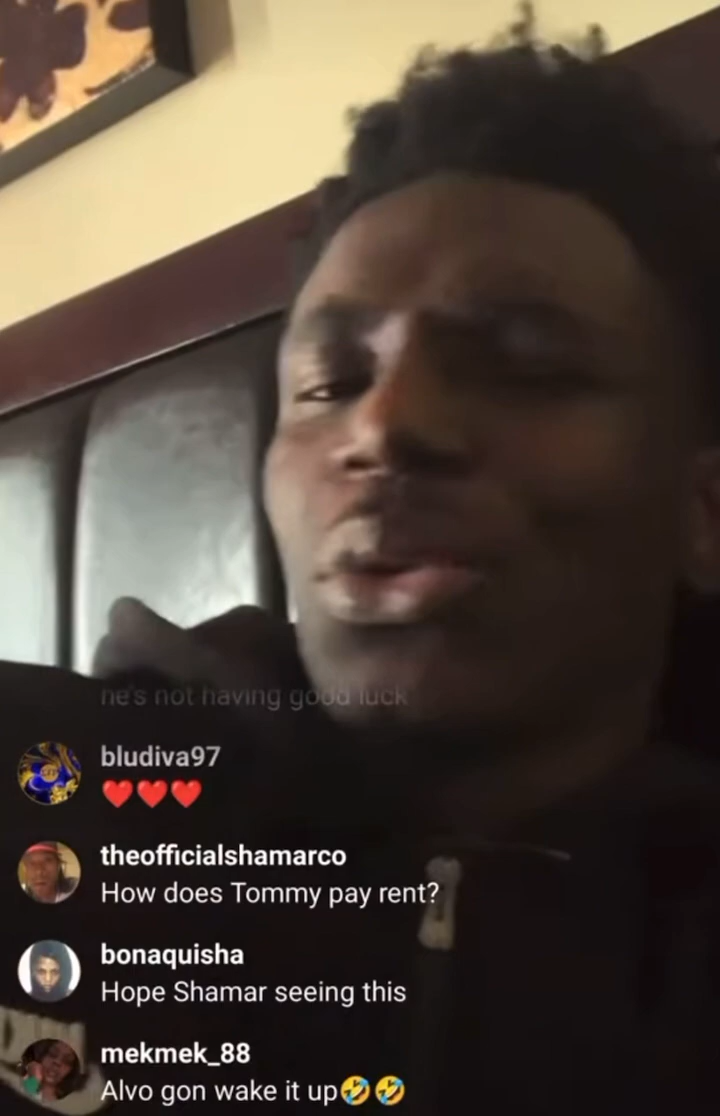 he's not having good luck
bludiva97
❤️❤️❤️
theofficialshamarco
How does Tommy pay rent?
bonaquisha
Hope Shamar seeing this
mekmek_88
Alvo gon wake it up🤣🤣